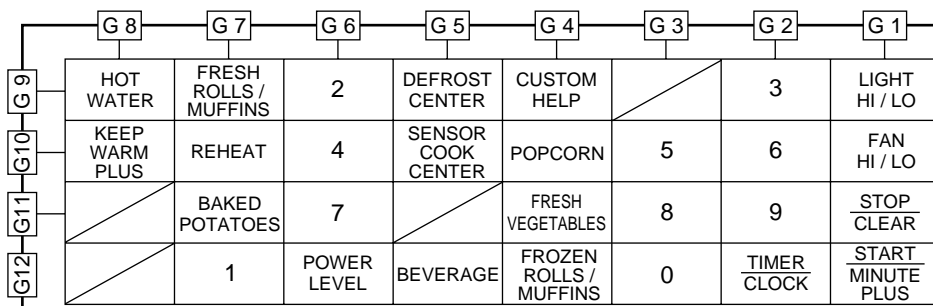 G 8 G 7 G 6 G 5 G 4 G 3 G 2 G 1
G 9
HOT WATER
FRESH ROLLS / MUFFINS
2
DEFROST CENTER
CUSTOM HELP
3
LIGHT HI / LO
G10
KEEP WARM PLUS
REHEAT
4
SENSOR COOK CENTER
POPCORN
5
6
FAN HI / LO
G11
BAKED POTATOES
7
FRESH VEGETABLES
8
9
STOP
CLEAR
G12
1
POWER LEVEL
BEVERAGE
FROZEN ROLLS / MUFFINS
0
TIMER
CLOCK
START
MINUTE PLUS